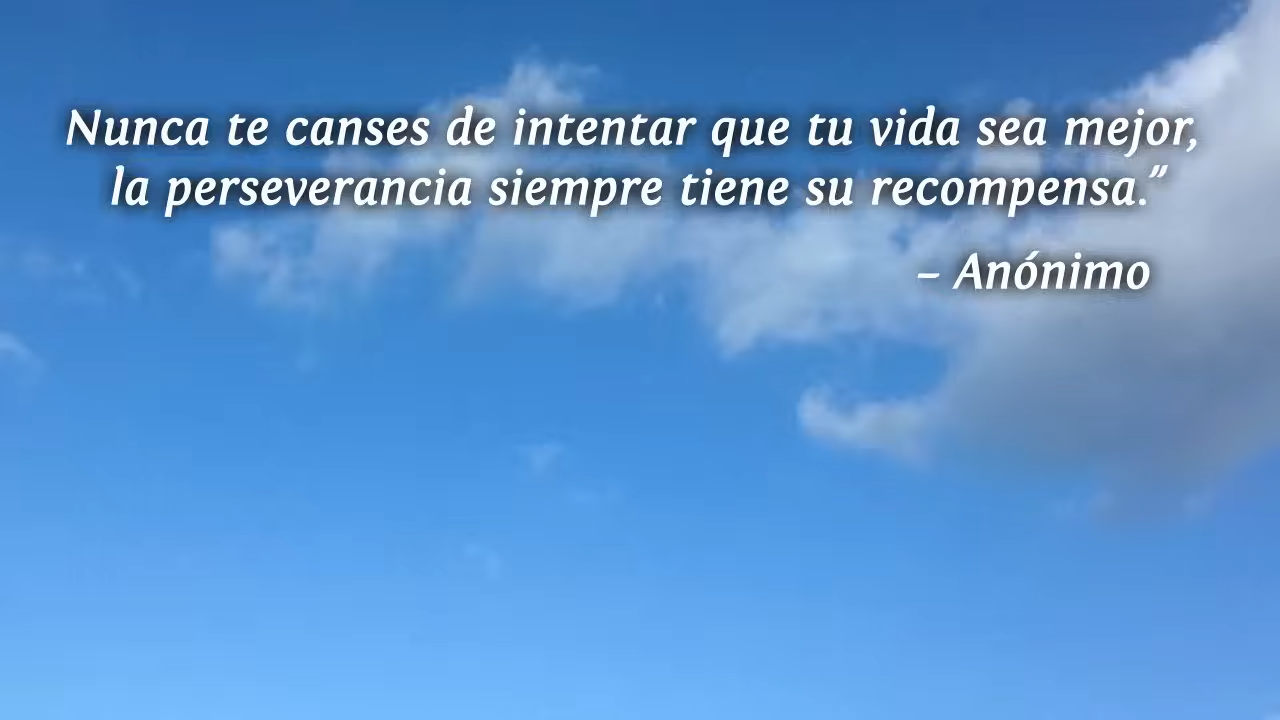 Nunca te canses de intentar que tu vida sea mejor,
la perseverancia siempre tiene su recompensa.”
– Anónimo